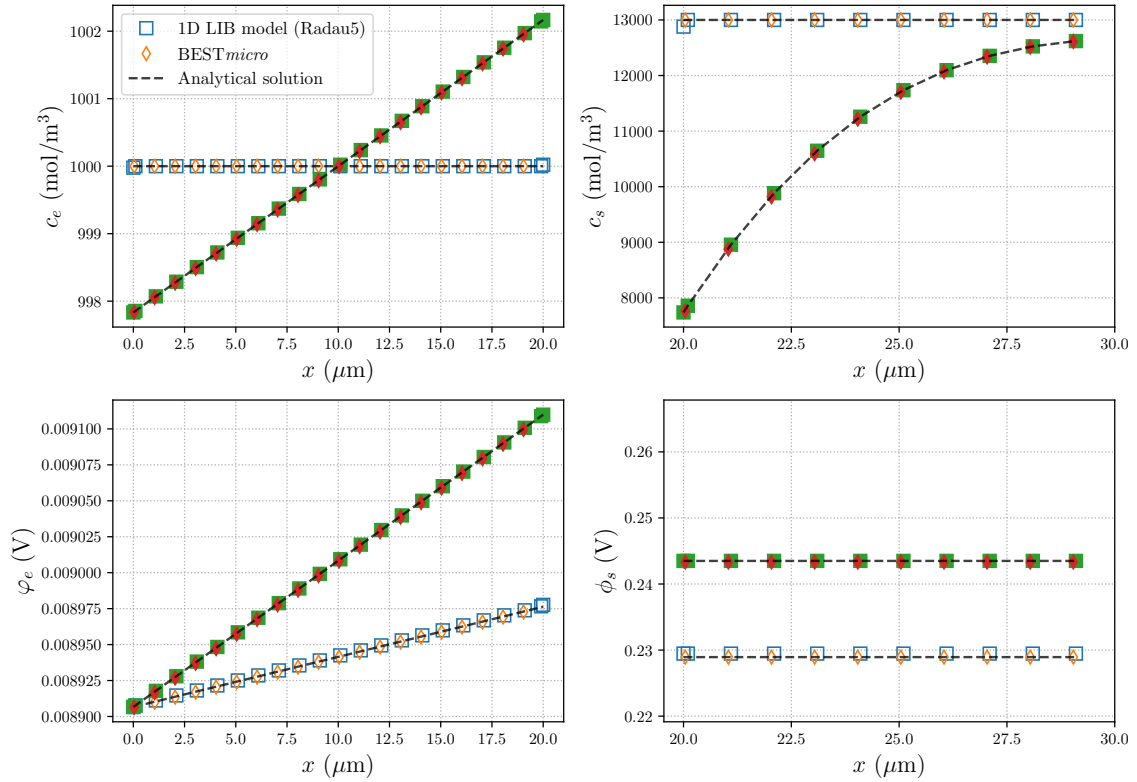 1D LIB model (Radau5)
BESTmicro
Analytical solution
1002
1001
1000
999
998
c_e (mol/m^3)
0.0 2.5 5.0 7.5 10.0 12.5 15.0 17.5 20.0
x (μm)
13000
12000
11000
10000
9000
8000
c_s (mol/m^3)
20.0 22.5 25.0 27.5 30.0
x (μm)
0.009100
0.009075
0.009050
0.009025
0.009000
0.008975
0.008950
0.008925
0.008900
φ_e (V)
0.0 2.5 5.0 7.5 10.0 12.5 15.0 17.5 20.0
x (μm)
0.26
0.25
0.24
0.23
0.22
ϕ_s (V)
20.0 22.5 25.0 27.5 30.0
x (μm)